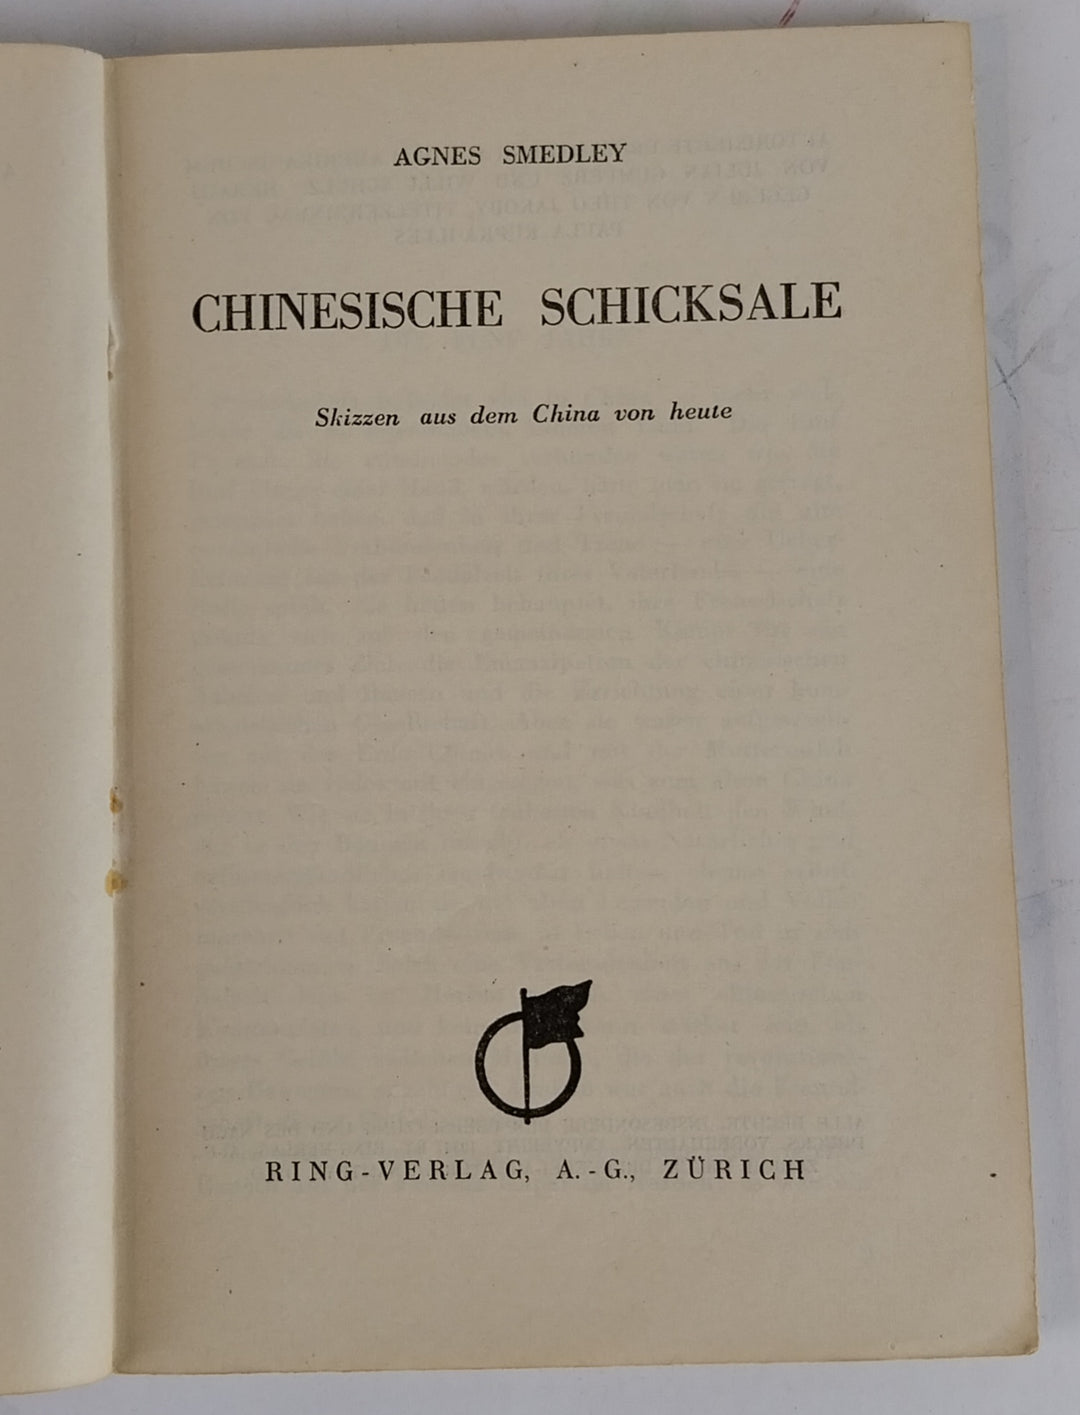 AGNES SMEDLEY
CHINESISCHE SCHICKSALE
Skizzen aus dem China von heute
RING-VERLAG, A.-G., ZÜRICH